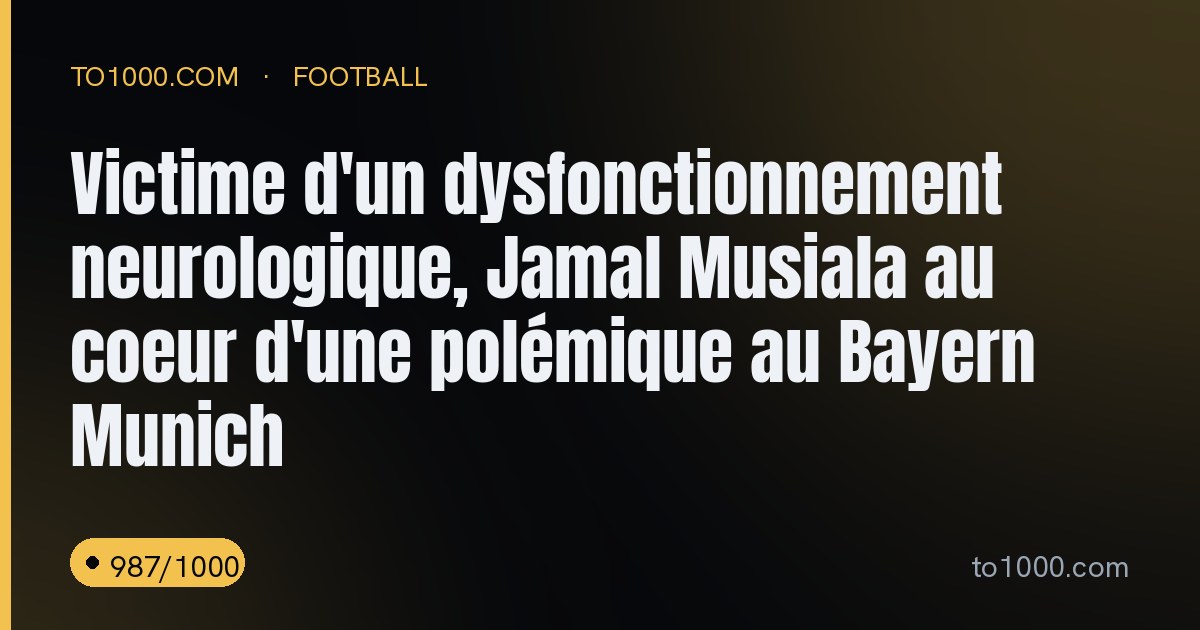 TO1000.COM · FOOTBALL
Victime d'un dysfonctionnement
neurologique, Jamal Musiala au
coeur d'une polémique au Bayern
Munich
987/1000
to1000.com